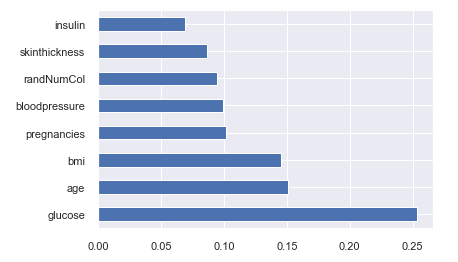 insulin
skinthickness
randNumCol
bloodpressure
pregnancies
bmi
age
glucose
0.00 0.05 0.10 0.15 0.20 0.25